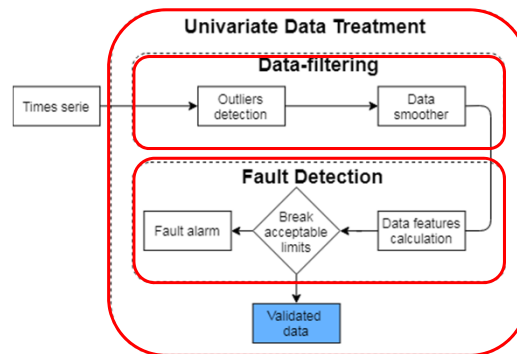 Univariate Data Treatment
Data-filtering
Times serie
Outliers
detection
Data
smoother
Fault Detection
Fault alarm
Break
acceptable
limits
Data features
calculation
Validated
data